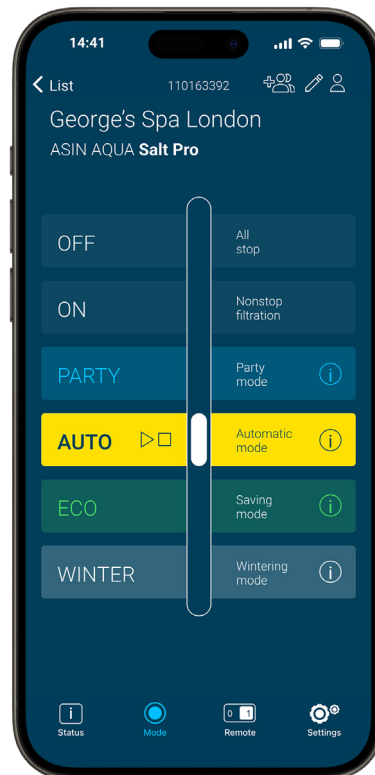 14:41
List
110163392
George's Spa London
ASIN AQUA Salt Pro
OFF
All
stop
ON
Nonstop
filtration
PARTY
Party
mode
AUTO
Automatic
mode
ECO
Saving
mode
WINTER
Wintering
mode
Status
Mode
0 1
Remote
Settings